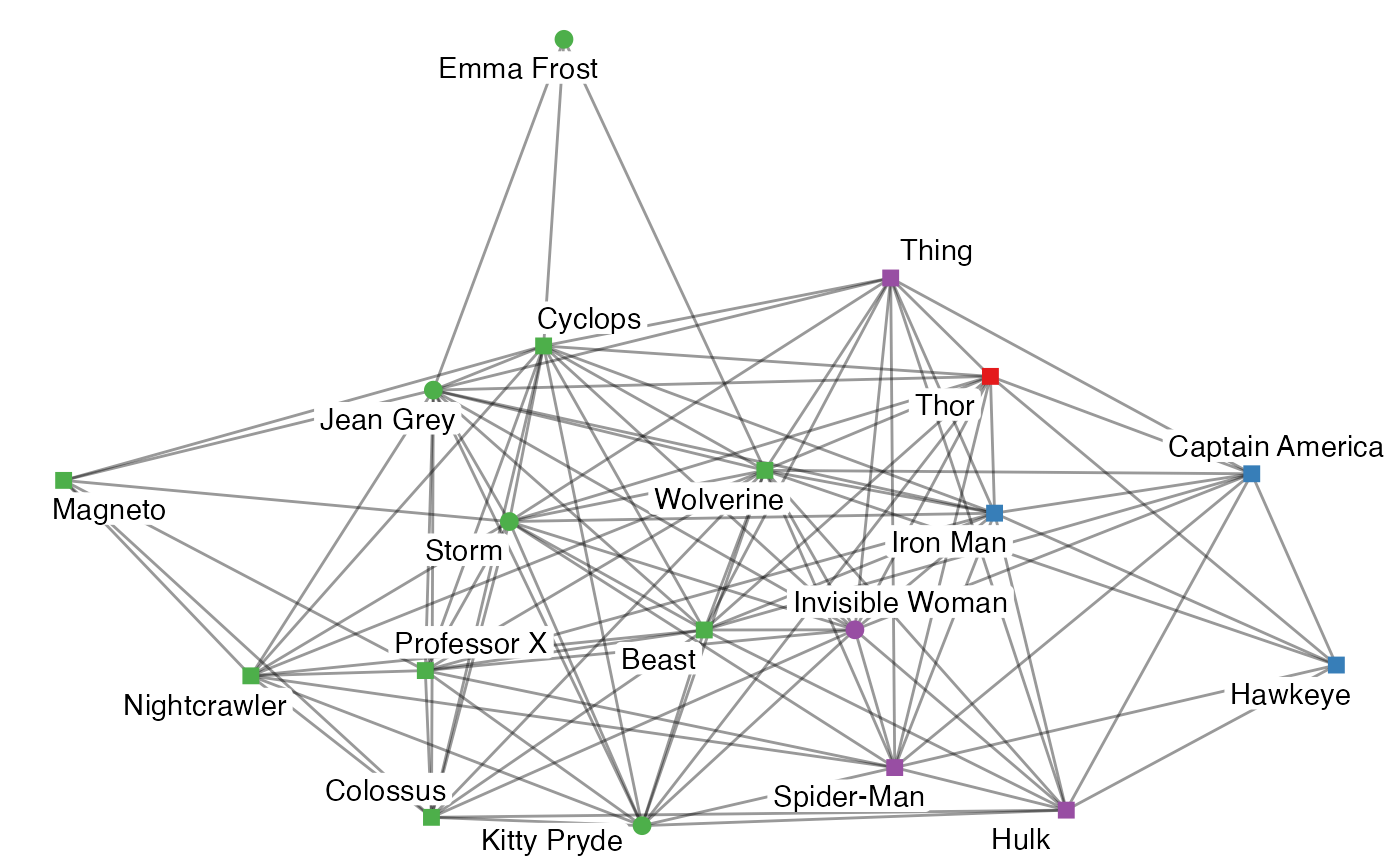 Emma Frost
Thing
Cyclops
Thor
Jean Grey
Captain America
Wolverine
Magneto
Storm
Iron Man
Invisible Woman
Professor X
Beast
Hawkeye
Nightcrawler
Colossus
Spider-Man
Kitty Pryde
Hulk